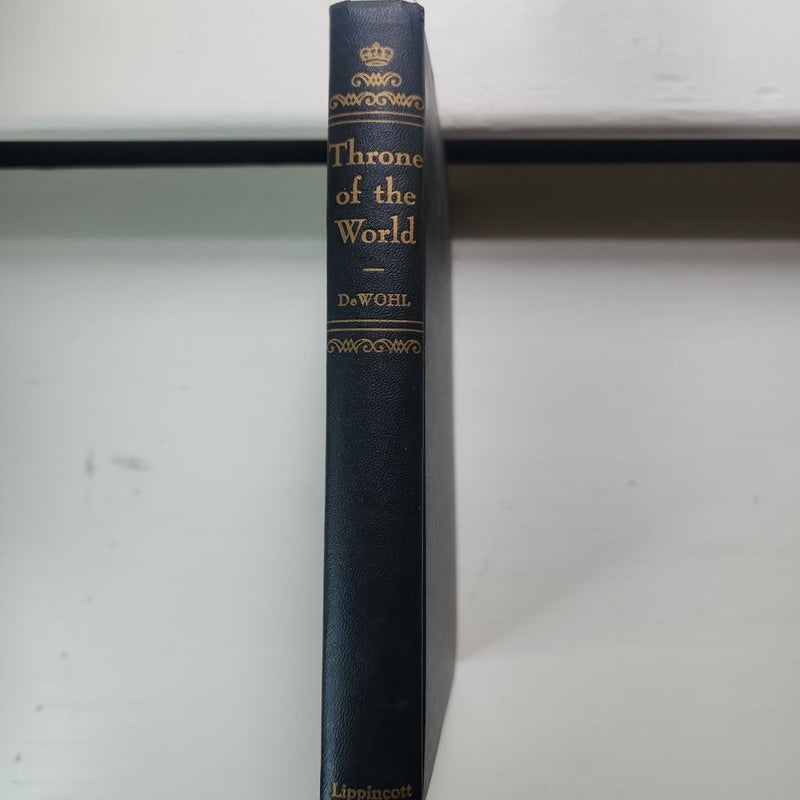 Throne
of the
World
DeWOHL
Lippincott